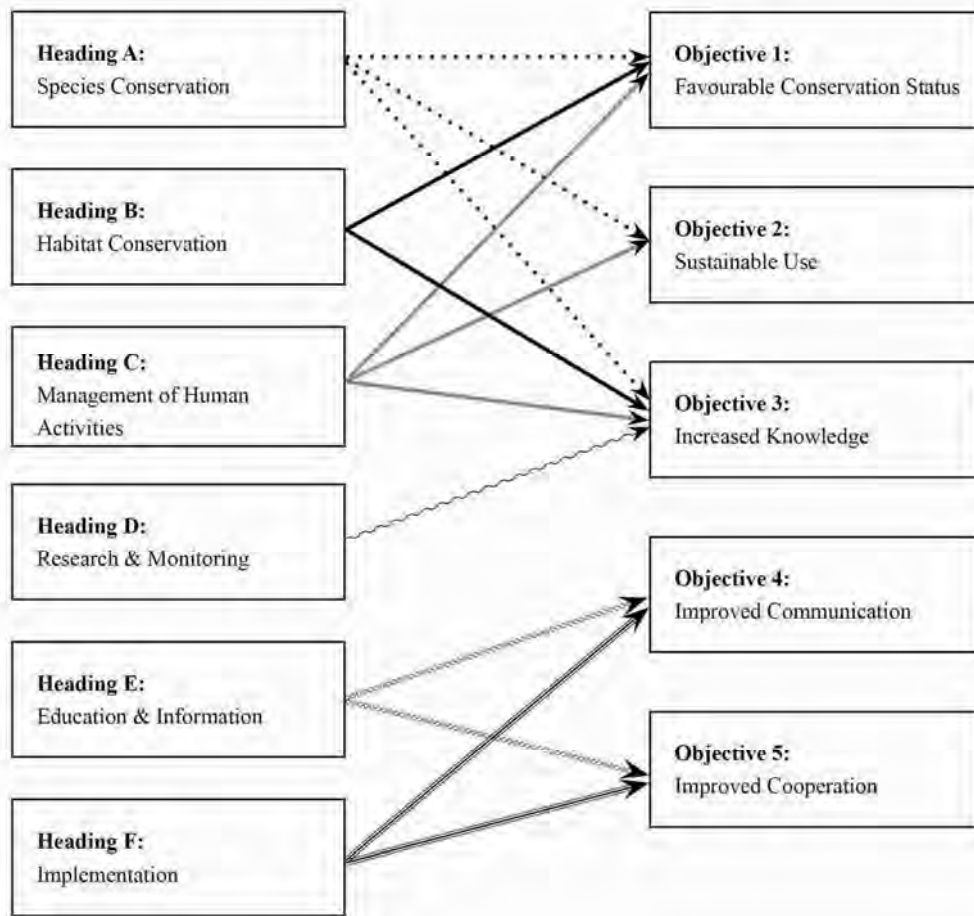 Heading A:
Species Conservation
Heading B:
Habitat Conservation
Heading C:
Management of Human
Activities
Heading D:
Research & Monitoring
Heading E:
Education & Information
Heading F:
Implementation
Objective 1:
Favourable Conservation Status
Objective 2:
Sustainable Use
Objective 3:
Increased Knowledge
Objective 4:
Improved Communication
Objective 5:
Improved Cooperation